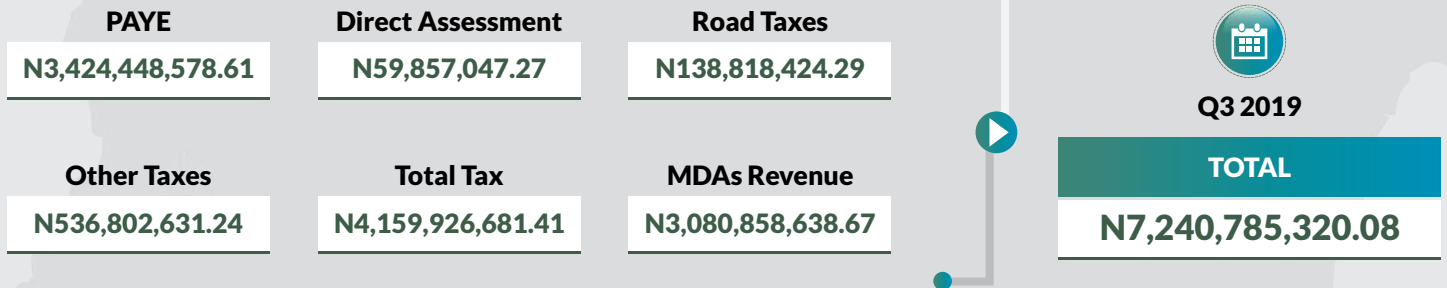 PAYE
N3,424,448,578.61
Direct Assessment
N59,857,047.27
Road Taxes
N138,818,424.29
Other Taxes
N536,802,631.24
Total Tax
N4,159,926,681.41
MDAs Revenue
N3,080,858,638.67
Q3 2019
TOTAL
N7,240,785,320.08